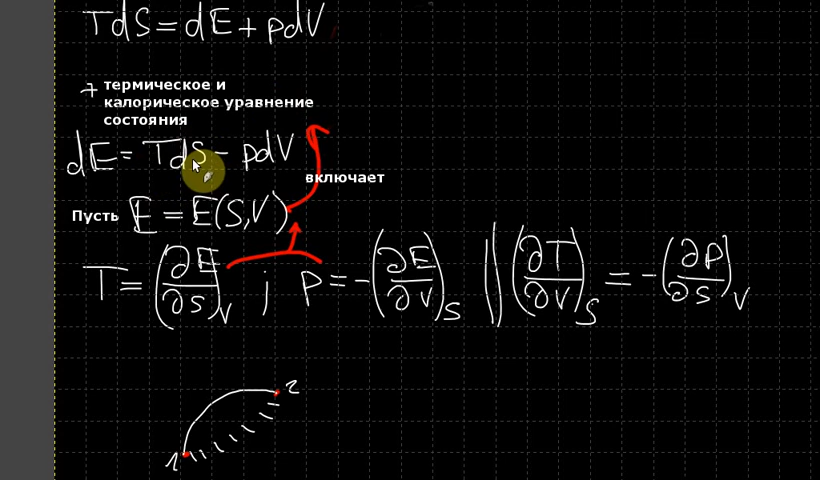 TdS = dE + pdV
+ термическое и
калорическое уравнение
состояния
dE = TdS - pdV
включает
Пусть E = E(S,V)
T = (∂E/∂S)_V ; P = -(∂E/∂V)_S || (∂T/∂V)_S = -(∂P/∂S)_V
2
1